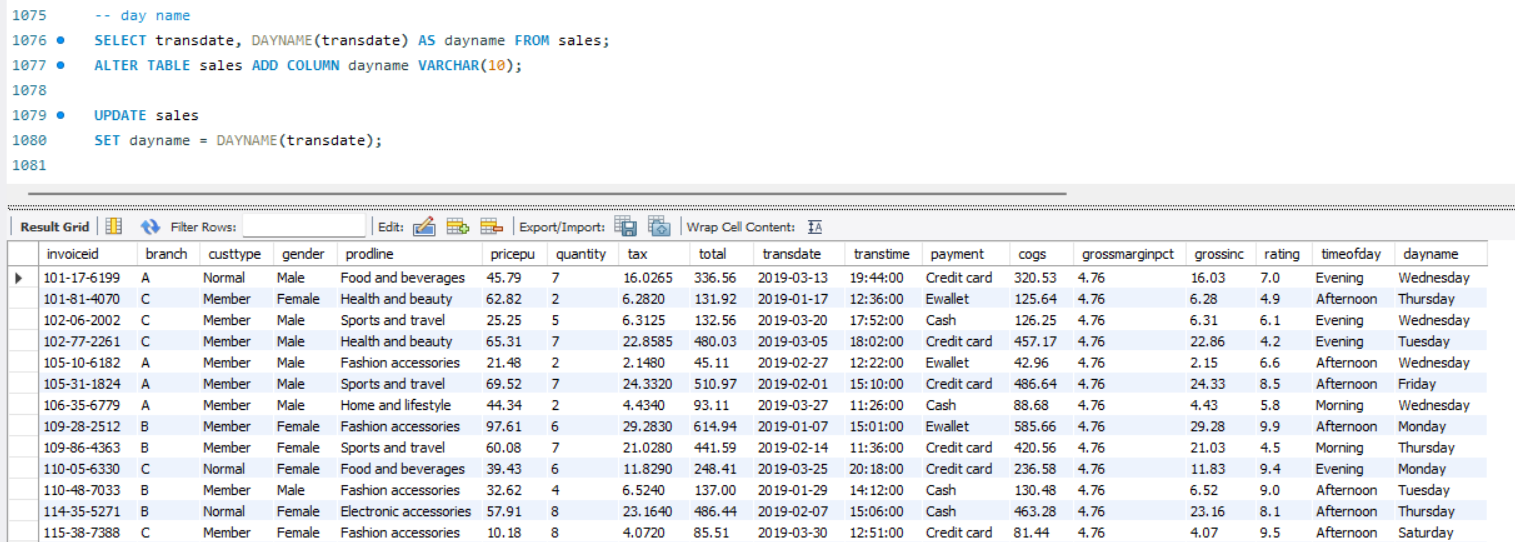 1075 -- day name
1076 SELECT transdate, DAYNAME(transdate) AS dayname FROM sales;
1077 ALTER TABLE sales ADD COLUMN dayname VARCHAR(10);
1078
1079 UPDATE sales
1080 SET dayname = DAYNAME(transdate);
1081
Result Grid Filter Rows: Edit: Export/Import: Wrap Cell Content: IA
invoiceid branch custtype gender prodline pricepu quantity tax total transdate transtime payment cogs grossmarginpct grossinc rating timeofday dayname
101-17-6199 A Normal Male Food and beverages 45.79 7 16.0265 336.56 2019-03-13 19:44:00 Credit card 320.53 4.76 16.03 7.0 Evening Wednesday
101-81-4070 C Member Female Health and beauty 62.82 2 6.2820 131.92 2019-01-17 12:36:00 Ewallet 125.64 4.76 6.28 4.9 Afternoon Thursday
102-06-2002 C Member Male Sports and travel 25.25 5 6.3125 132.56 2019-03-20 17:52:00 Cash 126.25 4.76 6.31 6.1 Evening Wednesday
102-77-2261 C Member Male Health and beauty 65.31 7 22.8585 480.03 2019-03-05 18:02:00 Credit card 457.17 4.76 22.86 4.2 Evening Tuesday
105-10-6182 A Member Male Fashion accessories 21.48 2 2.1480 45.11 2019-02-27 12:22:00 Ewallet 42.96 4.76 2.15 6.6 Afternoon Wednesday
105-31-1824 A Member Male Sports and travel 69.52 7 24.3320 510.97 2019-02-01 15:10:00 Credit card 486.64 4.76 24.33 8.5 Afternoon Friday
106-35-6779 A Member Male Home and lifestyle 44.34 2 4.4340 93.11 2019-03-27 11:26:00 Cash 88.68 4.76 4.43 5.8 Morning Wednesday
109-28-2512 B Member Female Fashion accessories 97.61 6 29.2830 614.94 2019-01-07 15:01:00 Ewallet 585.66 4.76 29.28 9.9 Afternoon Monday
109-86-4363 B Member Female Sports and travel 60.08 7 21.0280 441.59 2019-02-14 11:36:00 Credit card 420.56 4.76 21.03 4.5 Morning Thursday
110-05-6330 C Normal Female Food and beverages 39.43 6 11.8290 248.41 2019-03-25 20:18:00 Credit card 236.58 4.76 11.83 9.4 Evening Monday
110-48-7033 B Member Male Fashion accessories 32.62 4 6.5240 137.00 2019-01-29 14:12:00 Cash 130.48 4.76 6.52 9.0 Afternoon Tuesday
114-35-5271 B Normal Female Electronic accessories 57.91 8 23.1640 486.44 2019-02-07 15:06:00 Cash 463.28 4.76 23.16 8.1 Afternoon Thursday
115-38-7388 C Member Female Fashion accessories 10.18 8 4.0720 85.51 2019-03-30 12:51:00 Credit card 81.44 4.76 4.07 9.5 Afternoon Saturday